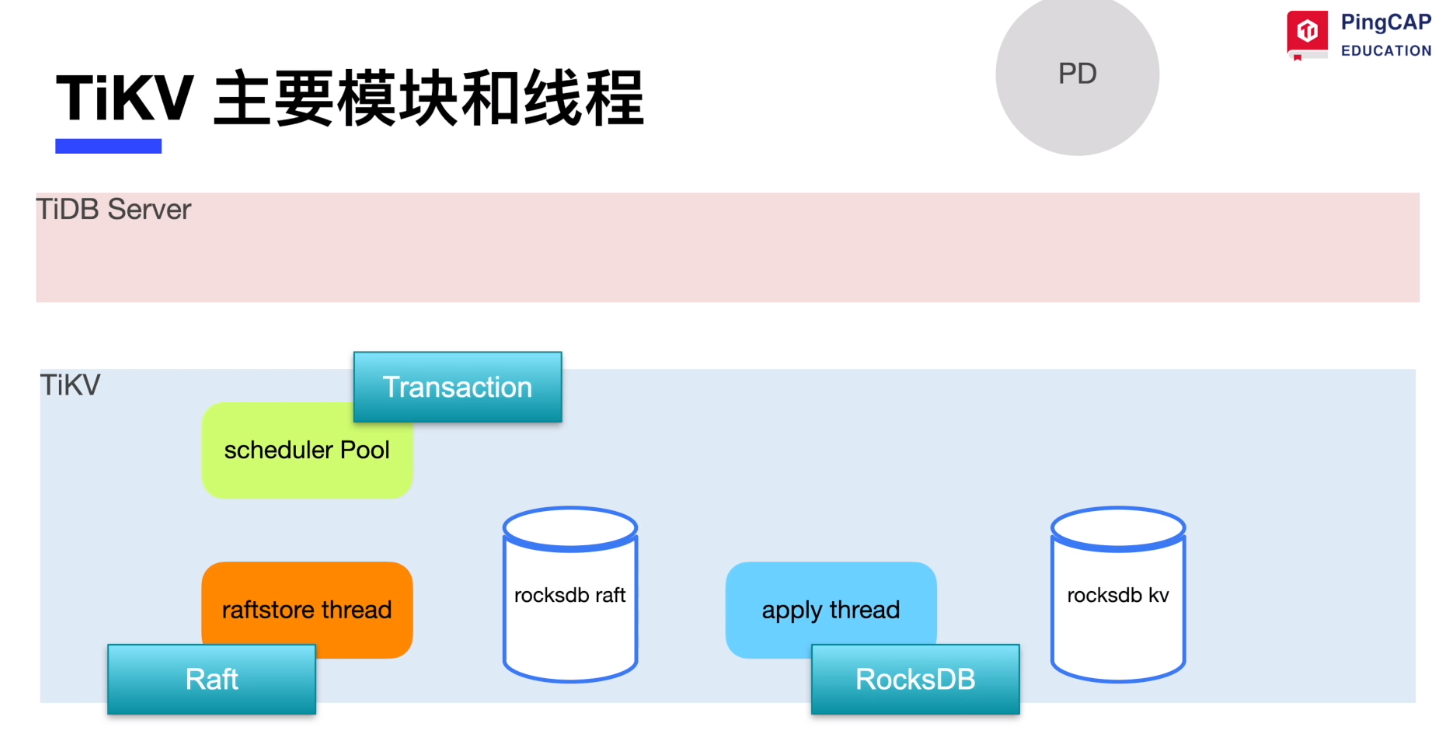 PingCAP
EDUCATION
PD
TiKV 主要模块和线程
TiDB Server
TiKV
Transaction
scheduler Pool
raftstore thread
rocksdb raft
apply thread
rocksdb kv
Raft
RocksDB